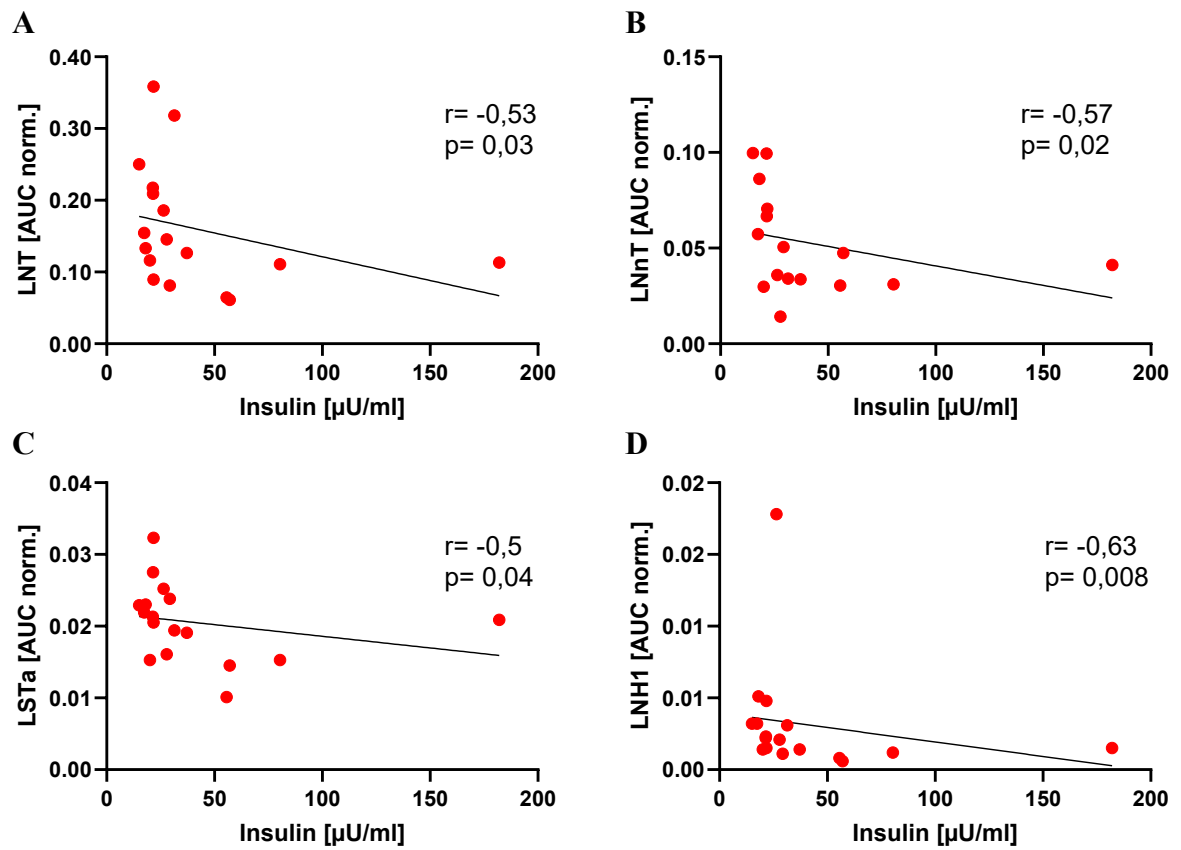 A
LNT [AUC norm.]
0.40
0.30
0.20
0.10
0.00
r= -0,53
p= 0,03
0 50 100 150 200
Insulin [µU/ml]
B
LNnT [AUC norm.]
0.15
0.10
0.05
0.00
r= -0,57
p= 0,02
0 50 100 150 200
Insulin [µU/ml]
C
LSTa [AUC norm.]
0.04
0.03
0.02
0.01
0.00
r= -0,5
p= 0,04
0 50 100 150 200
Insulin [µU/ml]
D
LNH1 [AUC norm.]
0.02
0.02
0.01
0.01
0.00
r= -0,63
p= 0,008
0 50 100 150 200
Insulin [µU/ml]